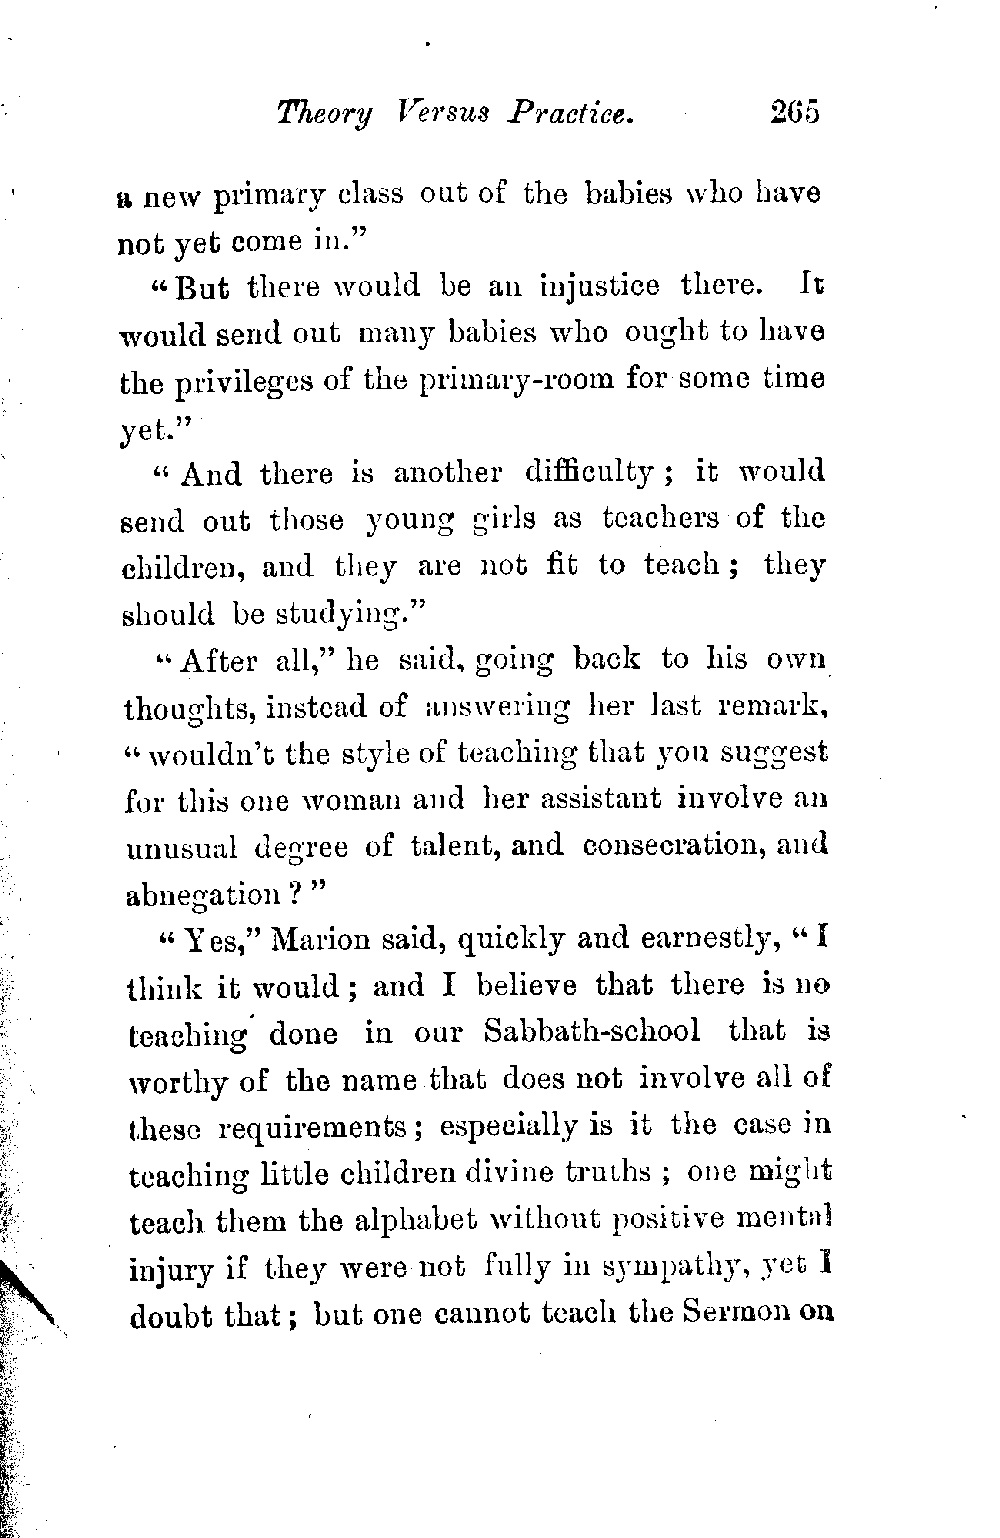 Theory Versus Practice. 265
a new primary class out of the babies who have
not yet come in.”
“But there would be an injustice there. It
would send out many babies who ought to have
the privileges of the primary-room for some time
yet.”
“And there is another difficulty ; it would
send out those young girls as teachers of the
children, and they are not fit to teach ; they
should be studying.”
“After all,” he said, going back to his own
thoughts, instead of answering her last remark,
“wouldn’t the style of teaching that you suggest
for this one woman and her assistant involve an
unusual degree of talent, and consecration, and
abnegation ? ”
“Yes,” Marion said, quickly and earnestly, “I
think it would ; and I believe that there is no
teaching done in our Sabbath-school that is
worthy of the name that does not involve all of
these requirements ; especially is it the case in
teaching little children divine truths ; one might
teach them the alphabet without positive mental
injury if they were not fully in sympathy, yet I
doubt that ; but one cannot teach the Sermon on